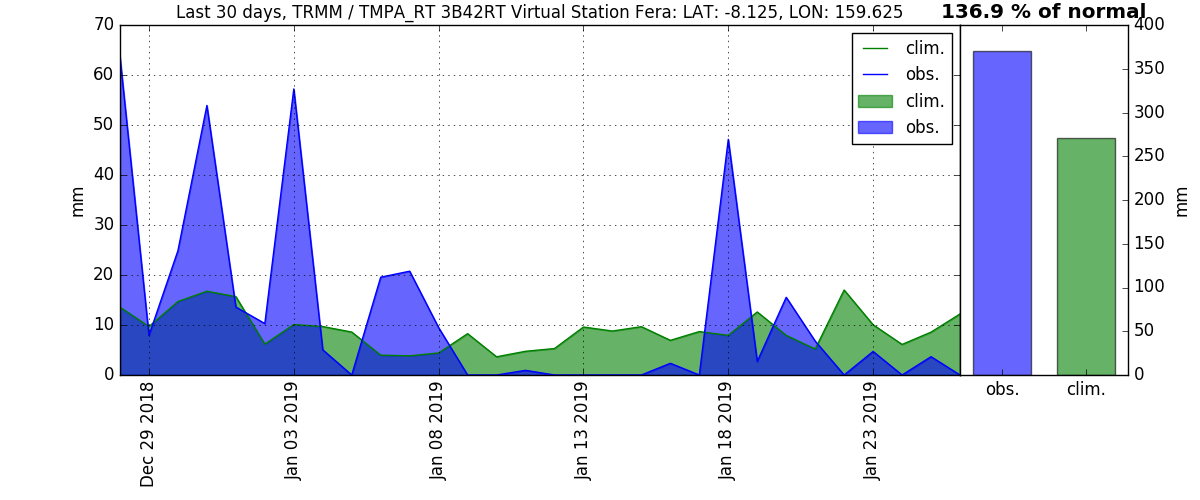 Last 30 days, TRMM / TMPA_RT 3B42RT Virtual Station Fera: LAT: -8.125, LON: 159.625
136.9 % of normal
70
60
50
40
30
20
10
0
mm
clim.
obs.
clim.
obs.
Dec 29 2018
Jan 03 2019
Jan 08 2019
Jan 13 2019
Jan 18 2019
Jan 23 2019
400
350
300
250
200
150
100
50
0
mm
obs.
clim.